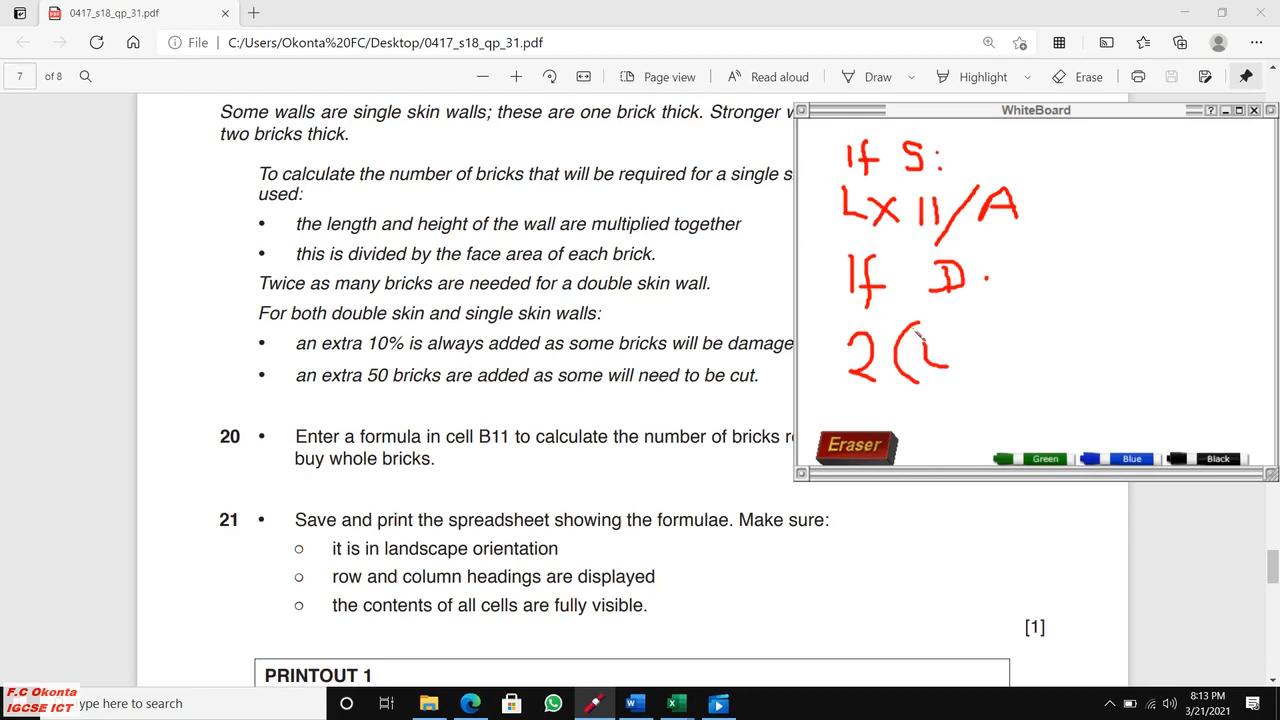 0417_s18_qp_31.pdf
File C:/Users/Okonta%20FC/Desktop/0417_s18_qp_31.pdf
7 of 8 Page view Read aloud Draw Highlight Erase
Some walls are single skin walls; these are one brick thick. Stronger
two bricks thick.
To calculate the number of bricks that will be required for a single
used:
• the length and height of the wall are multiplied together
• this is divided by the face area of each brick.
Twice as many bricks are needed for a double skin wall.
For both double skin and single skin walls:
• an extra 10% is always added as some bricks will be damage
• an extra 50 bricks are added as some will need to be cut.
20 • Enter a formula in cell B11 to calculate the number of bricks
buy whole bricks.
21 • Save and print the spreadsheet showing the formulae. Make sure:
○ it is in landscape orientation
○ row and column headings are displayed
○ the contents of all cells are fully visible.
[1]
PRINTOUT 1
WhiteBoard
If S:
L X 11/A
If D.
2 (L
Eraser
Green Blue Black
F.C Okonta
IGCSE ICT
ype here to search
8:13 PM
3/21/2021